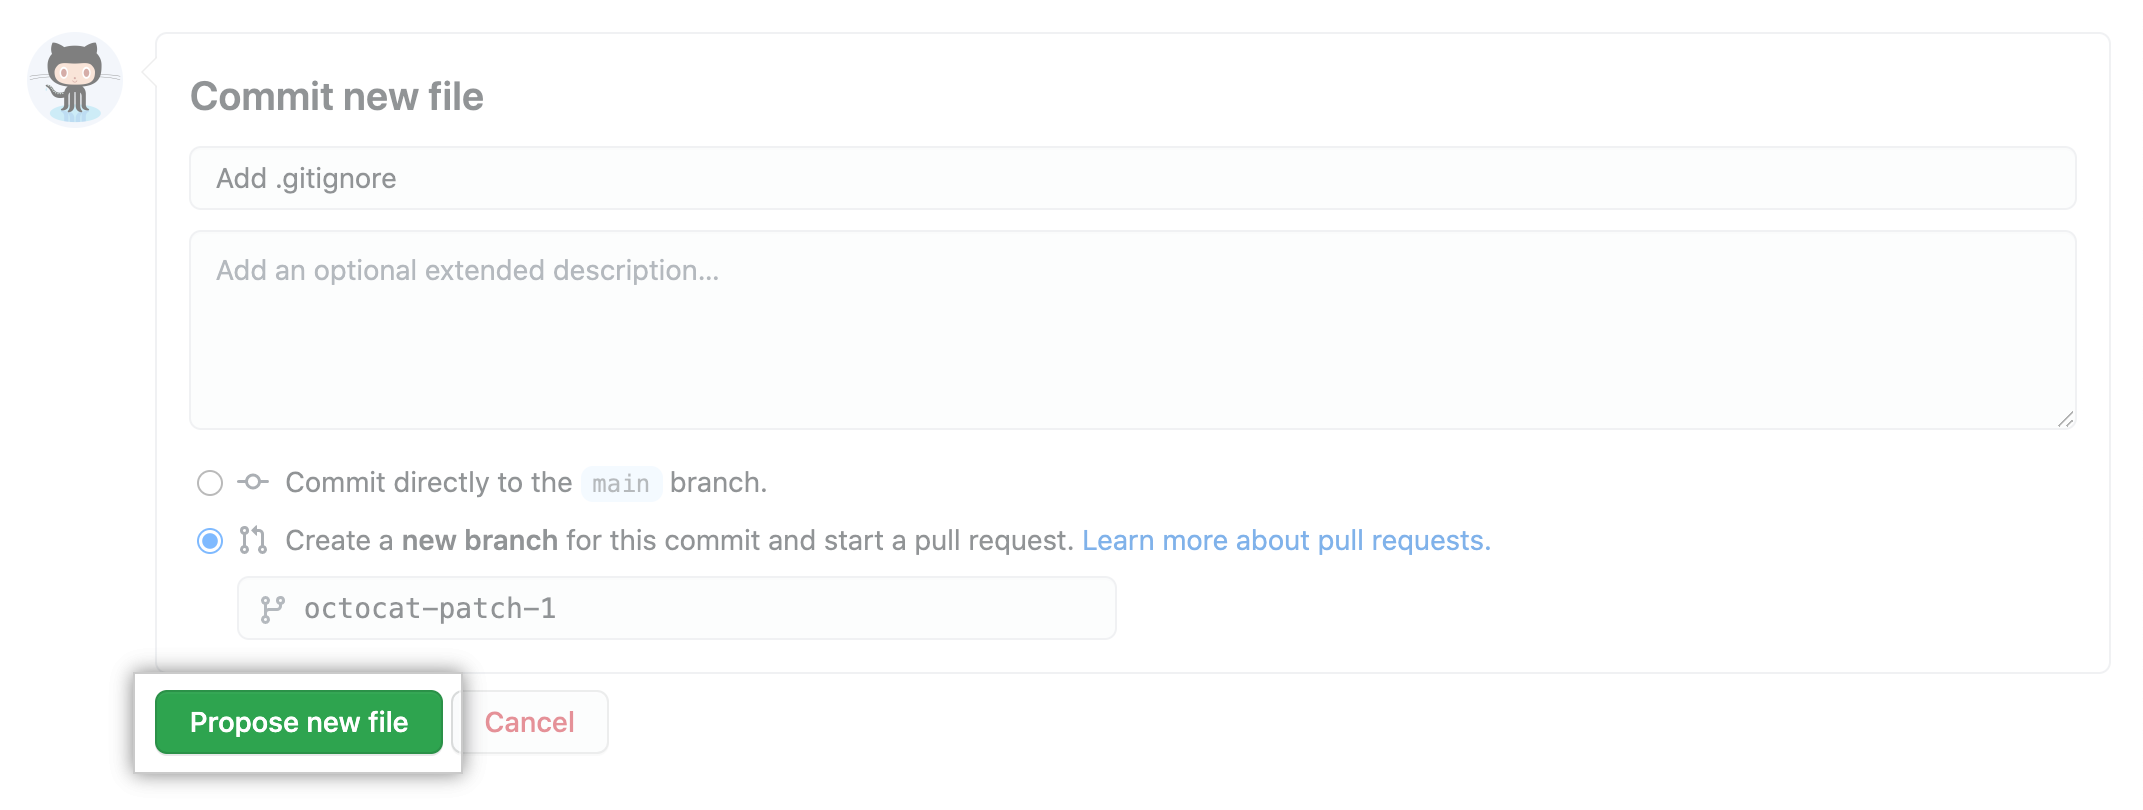 Commit new file
Add .gitignore
Add an optional extended description...
Commit directly to the main branch.
Create a new branch for this commit and start a pull request. Learn more about pull requests.
octocat-patch-1
Propose new file Cancel